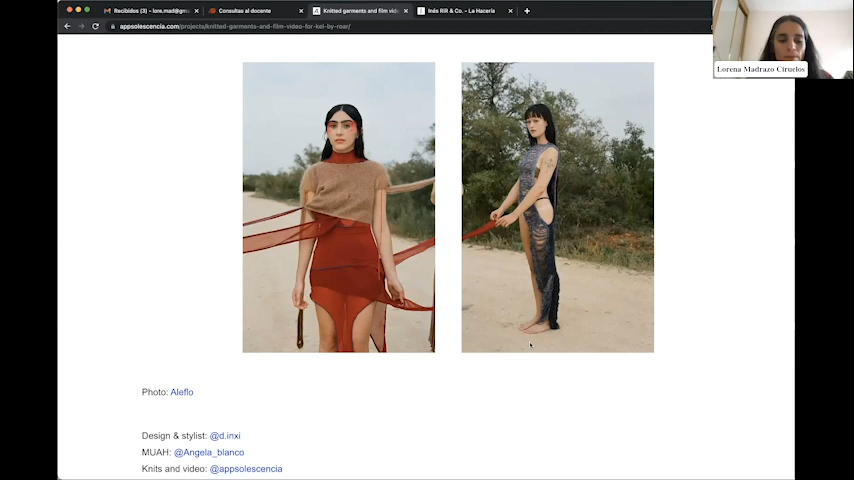 Recibidos (3) - lore.mad@gm
Consultas al docente
Knitted garments and film vid
Inés RIR & Co. - La Hacería
appsolescencia.com/projects/knitted-garments-and-film-video-for-kei-by-roar/
Lorena Madrazo Ciruelos
Photo: Aleflo
Design & stylist: @d.inxi
MUAH: @Angela_blanco
Knits and video: @appsolescencia